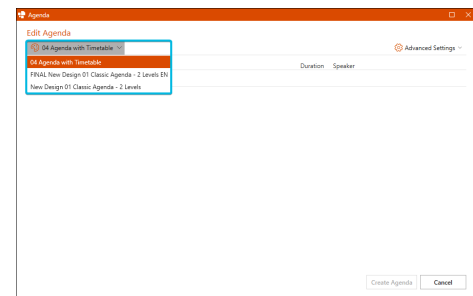 Agenda
Edit Agenda
04 Agenda with Timetable
Advanced Settings
04 Agenda with Timetable
Duration Speaker
FINAL New Design 01 Classic Agenda - 2 Levels EN
New Design 01 Classic Agenda - 2 Levels
Create Agenda Cancel